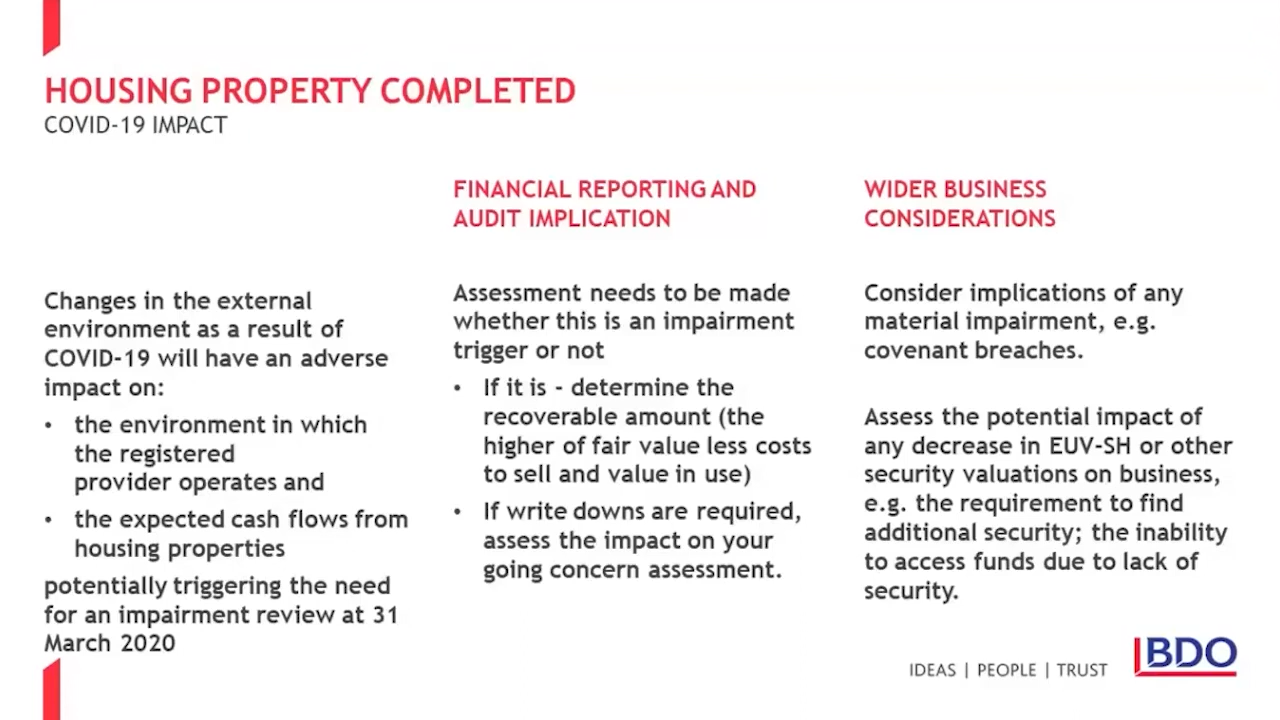 HOUSING PROPERTY COMPLETED
COVID-19 IMPACT
Changes in the external
environment as a result of
COVID-19 will have an adverse
impact on:
• the environment in which
the registered
provider operates and
• the expected cash flows from
housing properties
potentially triggering the need
for an impairment review at 31
March 2020
FINANCIAL REPORTING AND
AUDIT IMPLICATION
Assessment needs to be made
whether this is an impairment
trigger or not
• If it is - determine the
recoverable amount (the
higher of fair value less costs
to sell and value in use)
• If write downs are required,
assess the impact on your
going concern assessment.
WIDER BUSINESS
CONSIDERATIONS
Consider implications of any
material impairment, e.g.
covenant breaches.
Assess the potential impact of
any decrease in EUV-SH or other
security valuations on business,
e.g. the requirement to find
additional security; the inability
to access funds due to lack of
security.
IDEAS | PEOPLE | TRUST
BDO